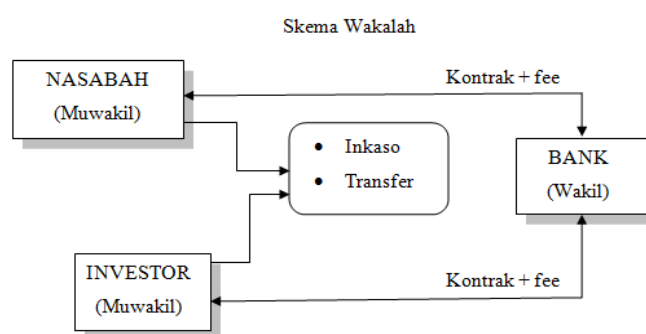 Skema Wakalah
NASABAH
(Muwakil)
Kontrak + fee
• Inkaso
• Transfer
BANK
(Wakil)
INVESTOR
(Muwakil)
Kontrak + fee